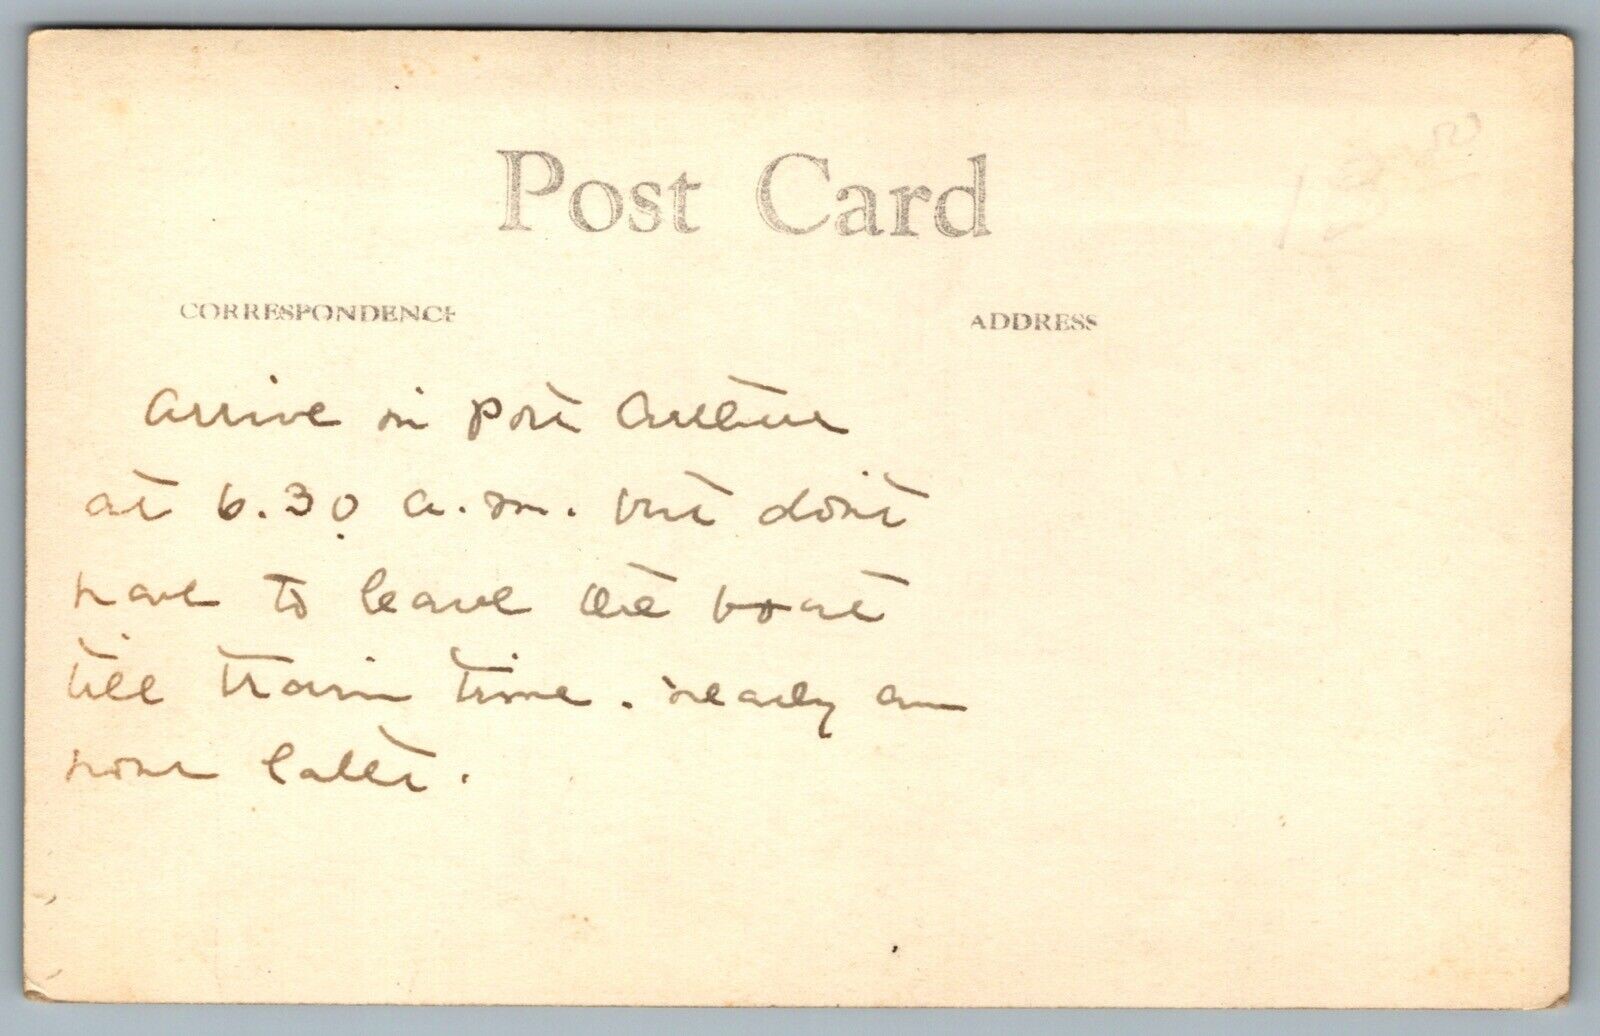 Post Card
CORRESPONDENCE
ADDRESS
Arrive in Port Arthur
at 6.30 a.m. but don't
have to leave the boat
till train time. nearly an
hour later.